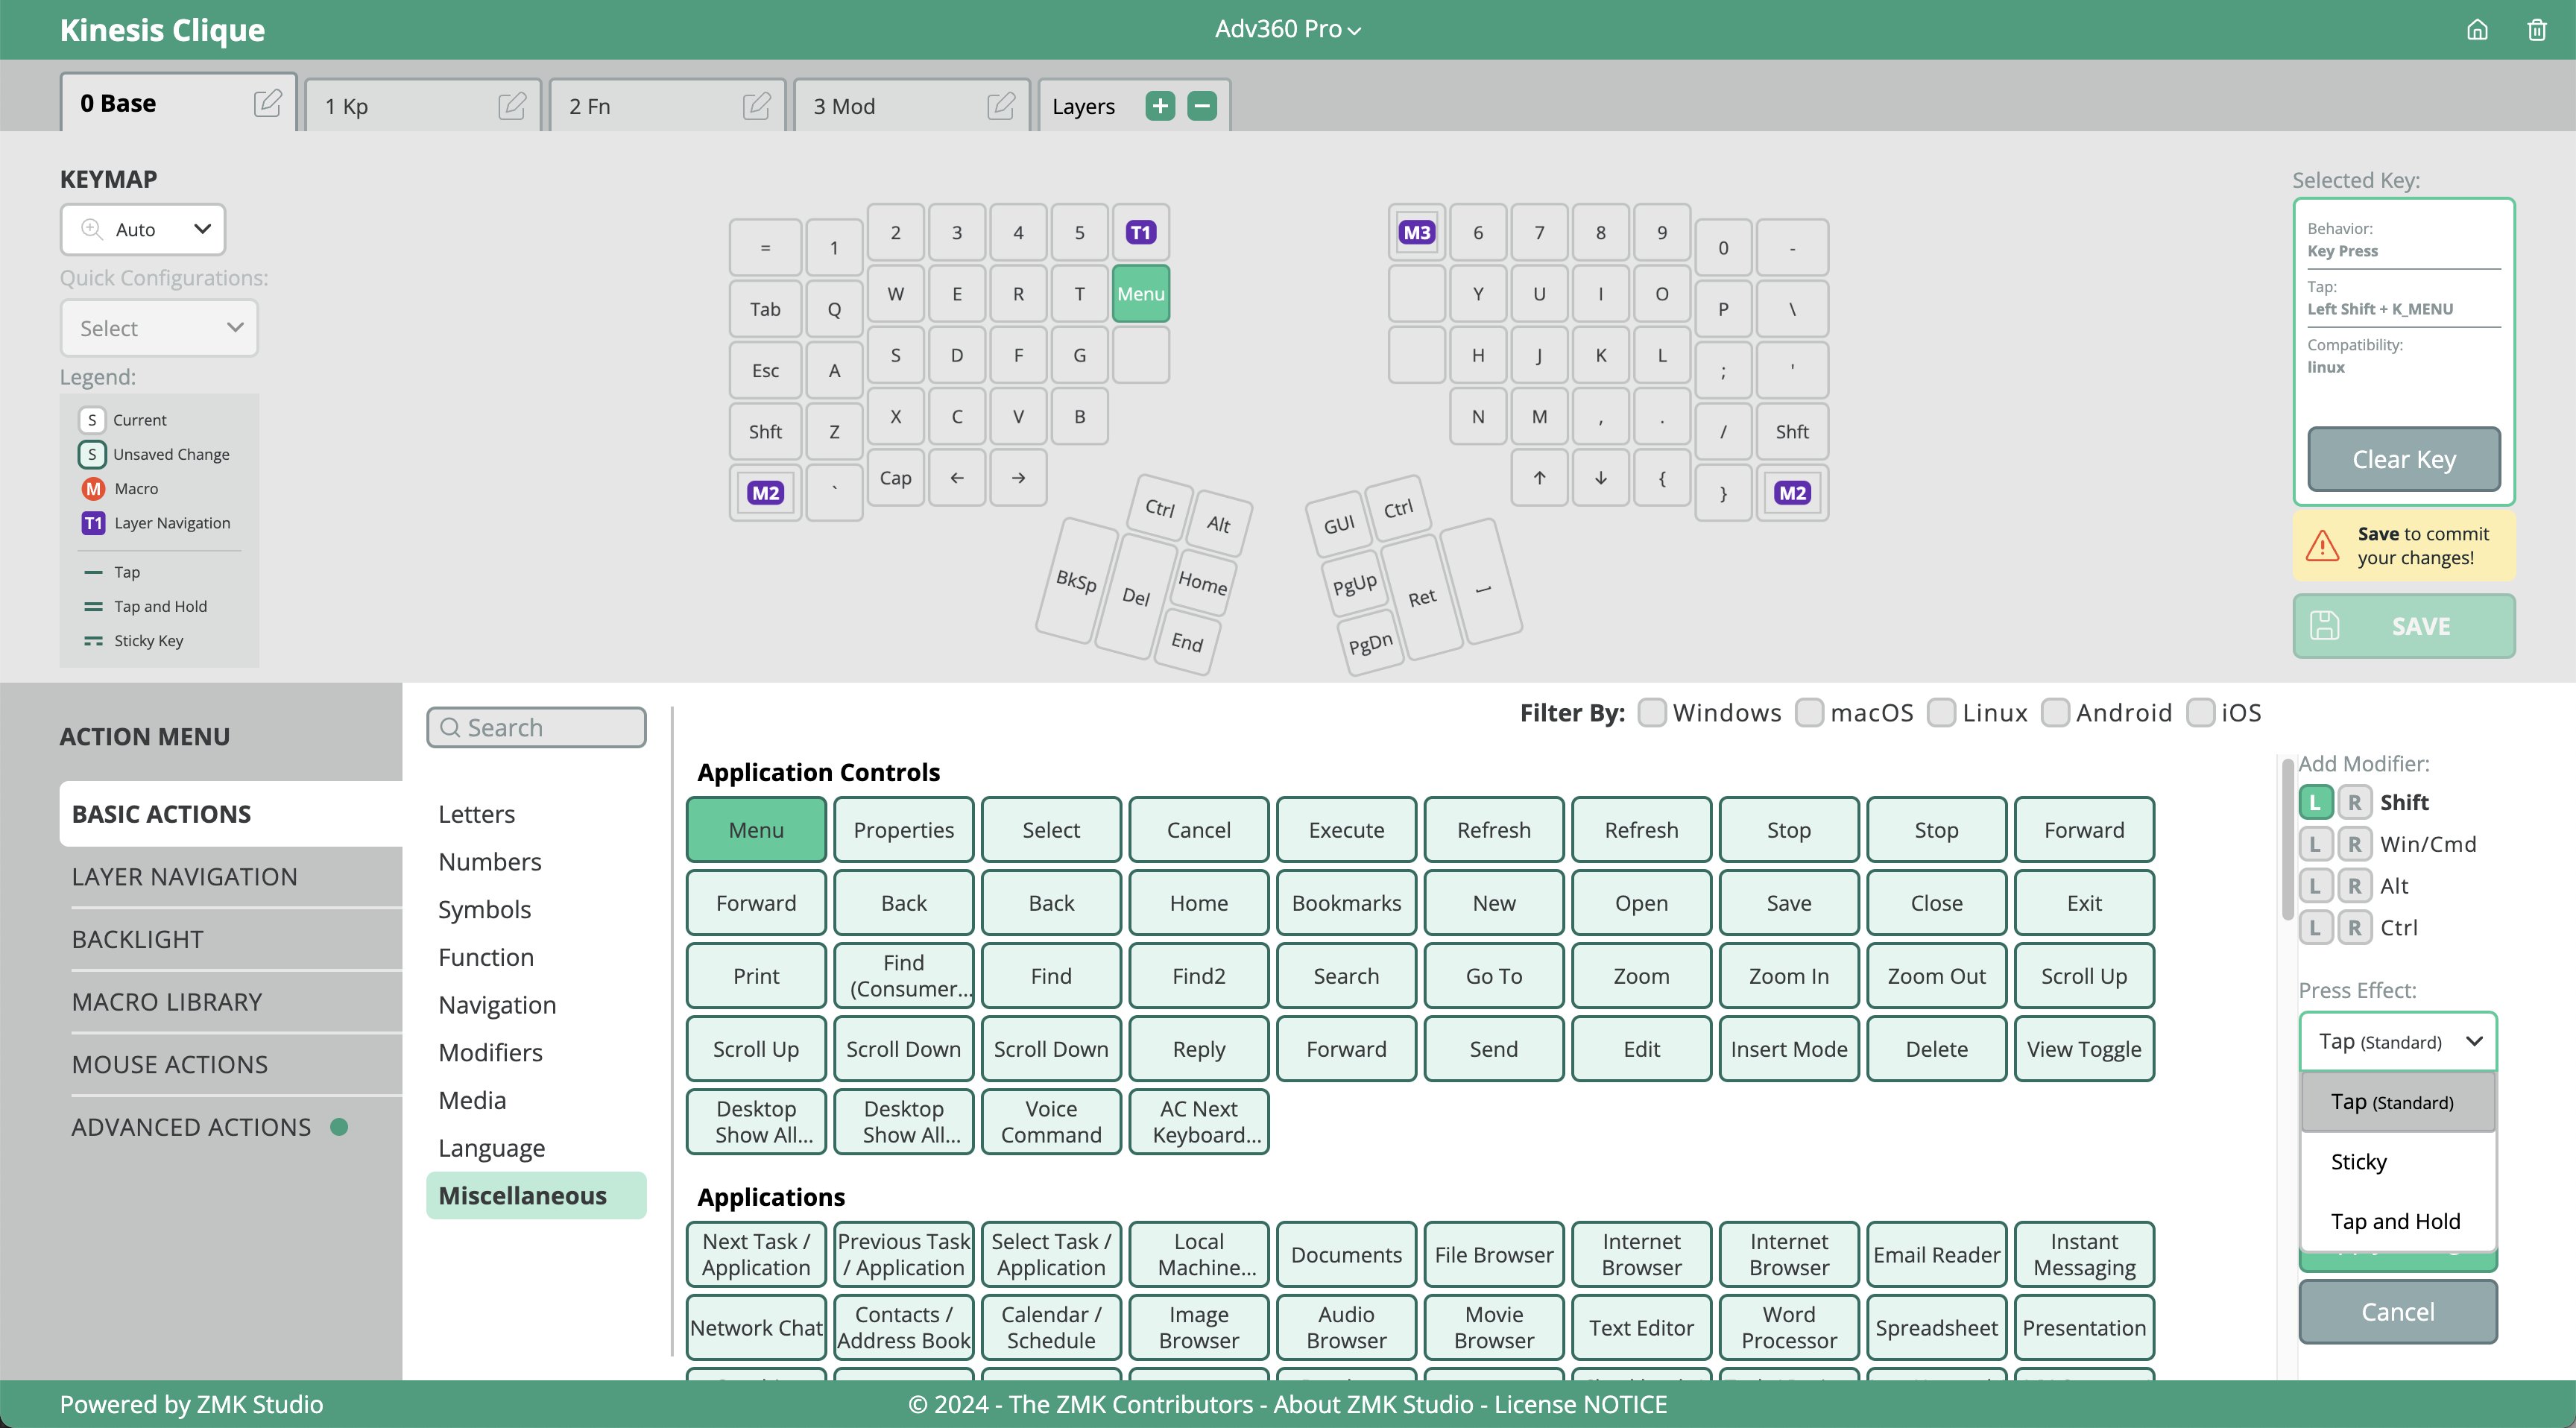 Kinesis Clique
Adv360 Pro
0 Base
1 Kp
2 Fn
3 Mod
Layers
KEYMAP
Auto
Quick Configurations:
Select
Legend:
S Current
S Unsaved Change
M Macro
T1 Layer Navigation
Tap
Tap and Hold
Sticky Key
= 1 2 3 4 5 T1
Tab Q W E R T Menu
Esc A S D F G
Shft Z X C V B
M2 ` Cap ← →
Ctrl Alt
BkSp Del Home
End
M3 6 7 8 9 0 -
Y U I O P \
H J K L ; '
N M , . / Shft
↑ ↓ { } M2
GUI Ctrl
PgUp Ret
PgDn
Selected Key:
Behavior:
Key Press
Tap:
Left Shift + K_MENU
Compatibility:
linux
Clear Key
Save to commit
your changes!
SAVE
ACTION MENU
BASIC ACTIONS
LAYER NAVIGATION
BACKLIGHT
MACRO LIBRARY
MOUSE ACTIONS
ADVANCED ACTIONS
Search
Letters
Numbers
Symbols
Function
Navigation
Modifiers
Media
Language
Miscellaneous
Filter By: Windows macOS Linux Android iOS
Application Controls
Menu Properties Select Cancel Execute Refresh Refresh Stop Stop Forward
Forward Back Back Home Bookmarks New Open Save Close Exit
Print Find (Consumer... Find Find2 Search Go To Zoom Zoom In Zoom Out Scroll Up
Scroll Up Scroll Down Scroll Down Reply Forward Send Edit Insert Mode Delete View Toggle
Desktop Show All... Desktop Show All... Voice Command AC Next Keyboard...
Applications
Next Task / Application Previous Task / Application Select Task / Application Local Machine... Documents File Browser Internet Browser Internet Browser Email Reader Instant Messaging
Network Chat Contacts / Address Book Calendar / Schedule Image Browser Audio Browser Movie Browser Text Editor Word Processor Spreadsheet Presentation
Add Modifier:
L R Shift
L R Win/Cmd
L R Alt
L R Ctrl
Press Effect:
Tap (Standard)
Tap (Standard)
Sticky
Tap and Hold
Cancel
Powered by ZMK Studio
© 2024 - The ZMK Contributors - About ZMK Studio - License NOTICE